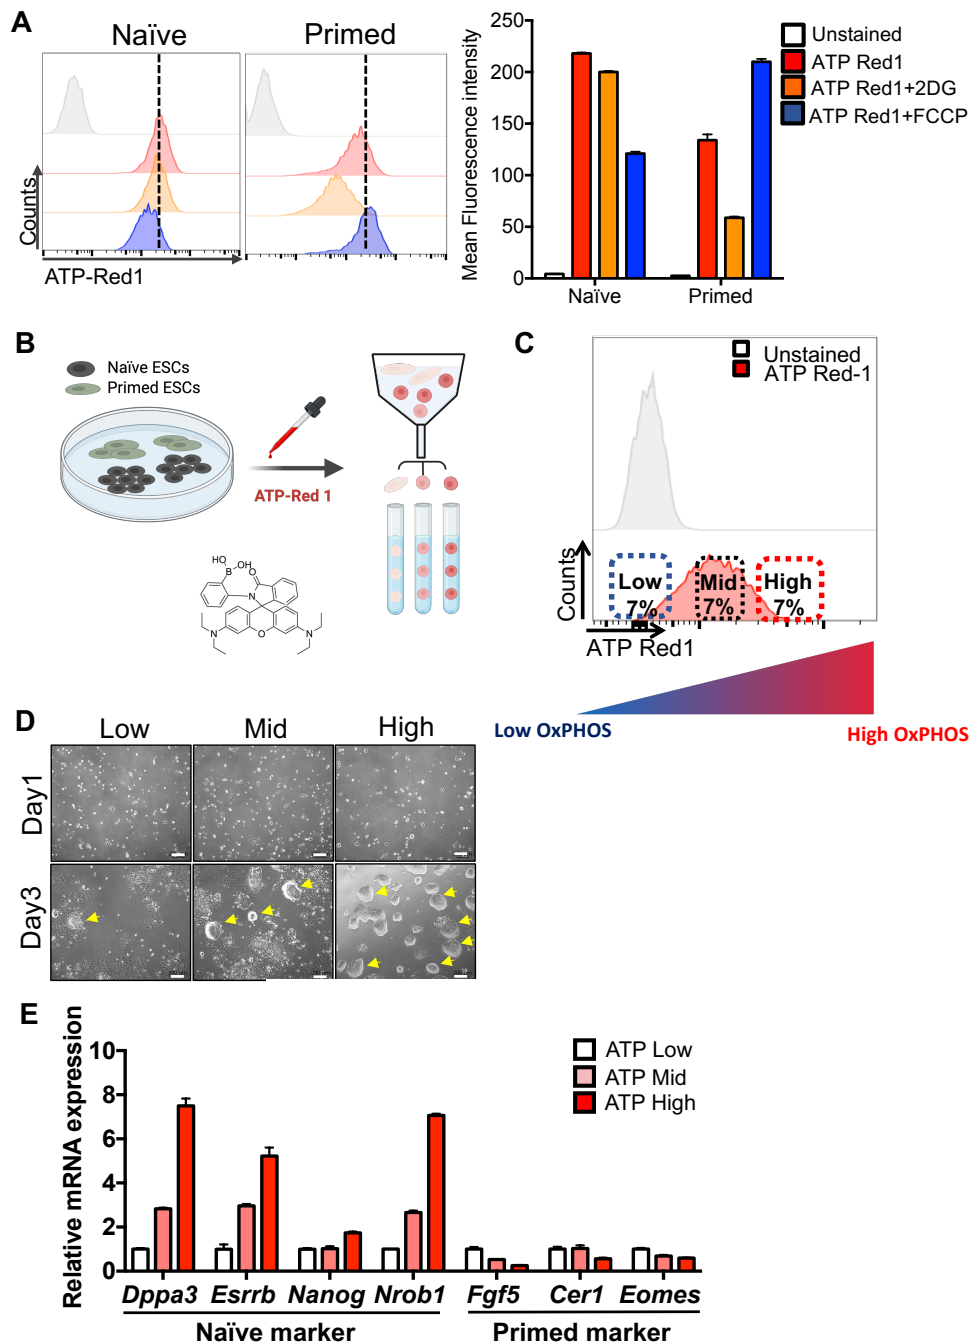 A
Naïve
Primed
Counts
ATP-Red1
Mean Fluorescence intensity
250
200
150
100
50
0
Naïve
Primed
Unstained
ATP Red1
ATP Red1+2DG
ATP Red1+FCCP
B
Naïve ESCs
Primed ESCs
ATP-Red 1
HO
OH
B
O
N
N
O
N
C
Unstained
ATP Red-1
Counts
Low
7%
Mid
7%
High
7%
ATP Red1
Low OxPHOS
High OxPHOS
D
Low
Mid
High
Day1
Day3
E
Relative mRNA expression
10
8
6
4
2
0
ATP Low
ATP Mid
ATP High
Dppa3 Esrrb Nanog Nrob1 Fgf5 Cer1 Eomes
Naïve marker
Primed marker